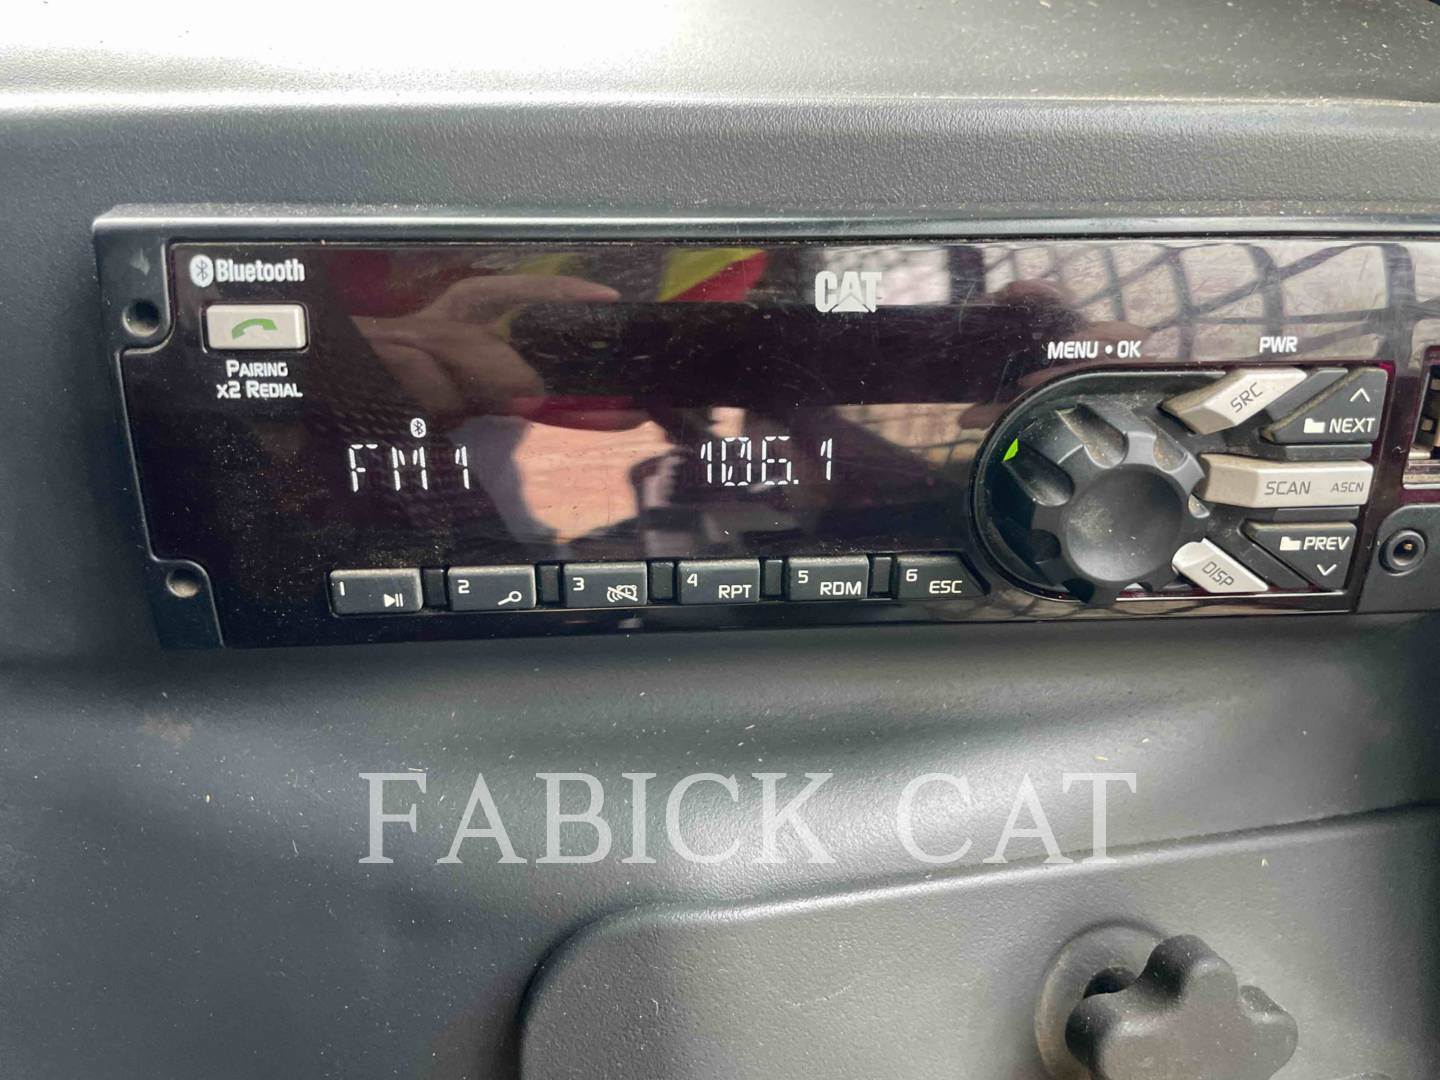 Bluetooth
CAT
PWR
MENU • OK
PAIRING
X2 REDIAL
SRC
NEXT
FM1 106.1
SCAN ASCN
PREV
DISP
1
2
3
4 RPT
5 RDM
6 ESC
FABICK CAT